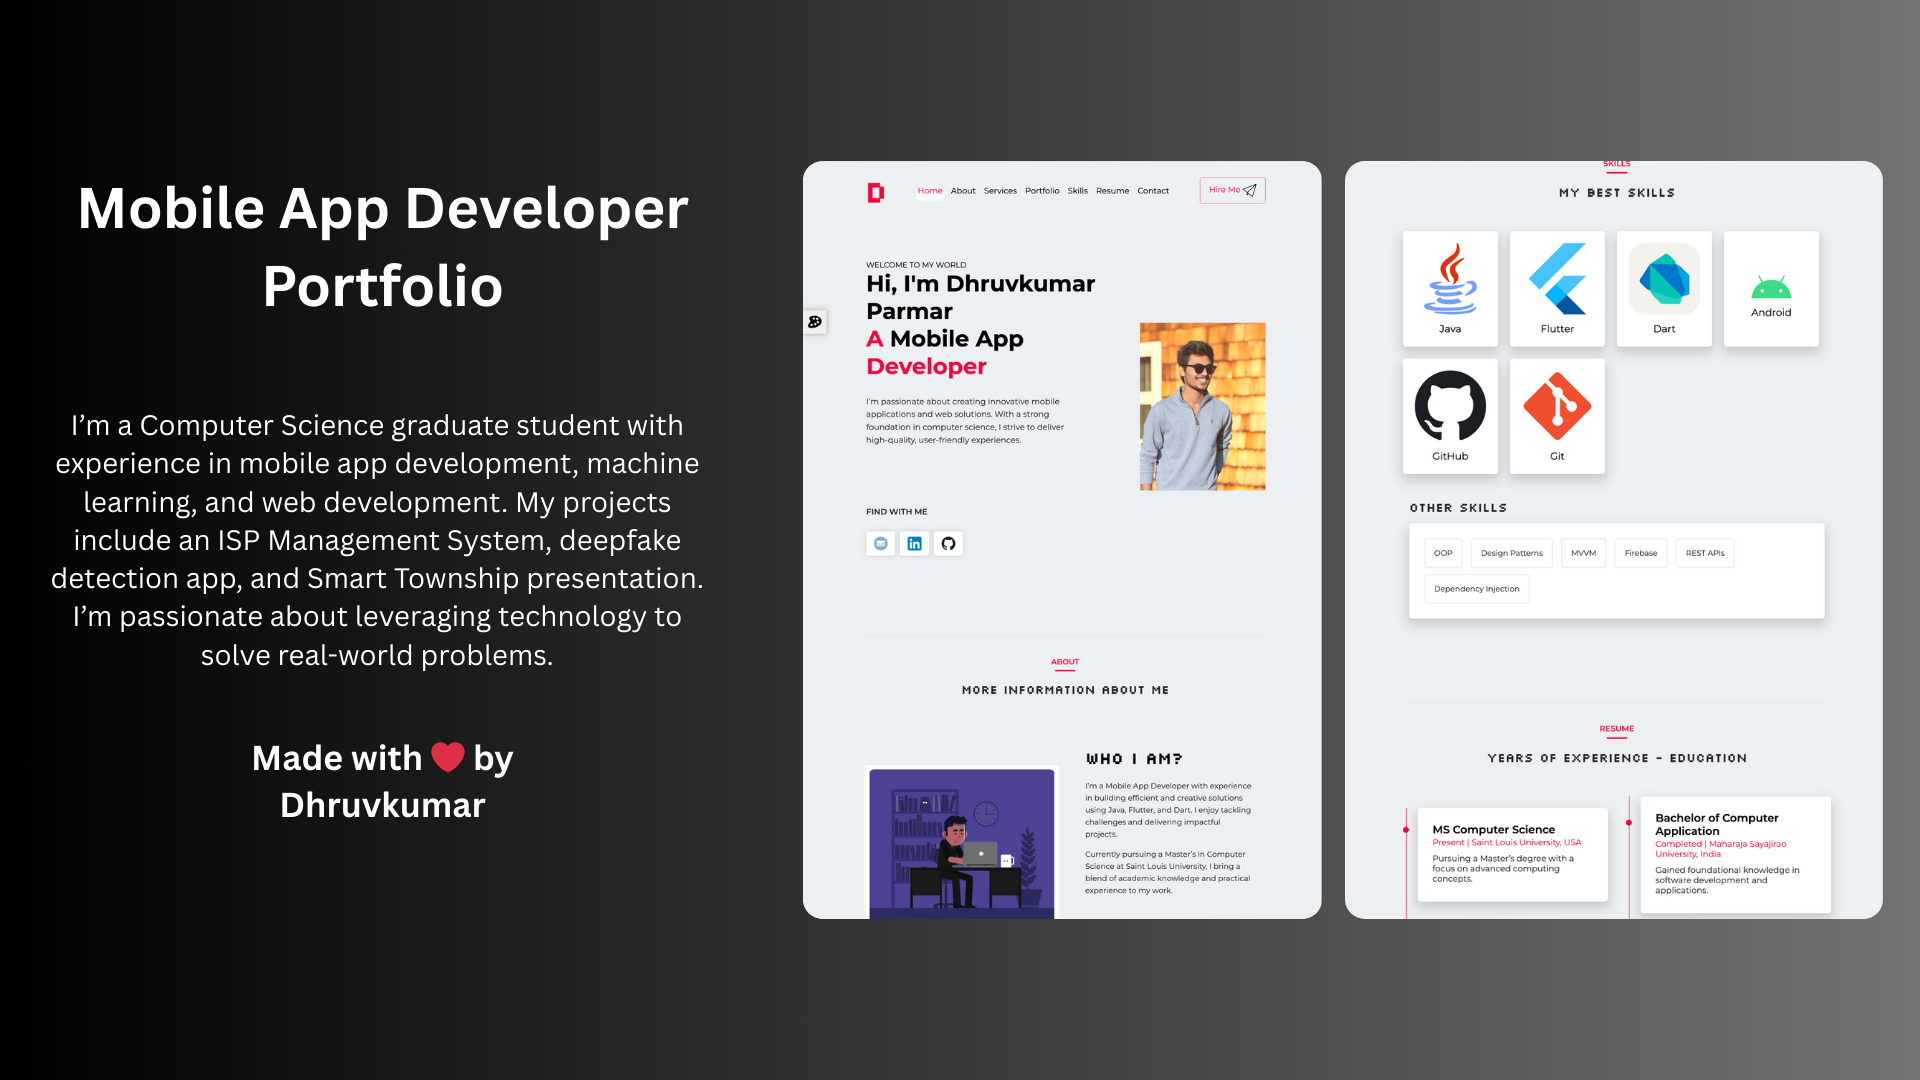 Mobile App Developer
Portfolio
I’m a Computer Science graduate student with
experience in mobile app development, machine
learning, and web development. My projects
include an ISP Management System, deepfake
detection app, and Smart Township presentation.
I’m passionate about leveraging technology to
solve real-world problems.
Made with ❤️ by
Dhruvkumar
D
Home About Services Portfolio Skills Resume Contact
Hire Me
WELCOME TO MY WORLD
Hi, I'm Dhruvkumar
Parmar
A Mobile App
Developer
I'm passionate about creating innovative mobile
applications and web solutions. With a strong
foundation in computer science, I strive to deliver
high-quality, user-friendly experiences.
FIND WITH ME
in
ABOUT
MORE INFORMATION ABOUT ME
WHO I AM?
I'm a Mobile App Developer with experience
in building efficient and creative solutions
using Java, Flutter, and Dart. I enjoy tackling
challenges and delivering impactful
projects.
Currently pursuing a Master's in Computer
Science at Saint Louis University, I bring a
blend of academic knowledge and practical
experience to my work.
SKILLS
MY BEST SKILLS
Java
Flutter
Dart
Android
GitHub
Git
OTHER SKILLS
OOP Design Patterns MVVM Firebase REST APIs
Dependency Injection
RESUME
YEARS OF EXPERIENCE - EDUCATION
MS Computer Science
Present | Saint Louis University, USA
Pursuing a Master's degree with a
focus on advanced computing
concepts.
Bachelor of Computer
Application
Completed | Maharaja Sayajirao
University, India
Gained foundational knowledge in
software development and
applications.